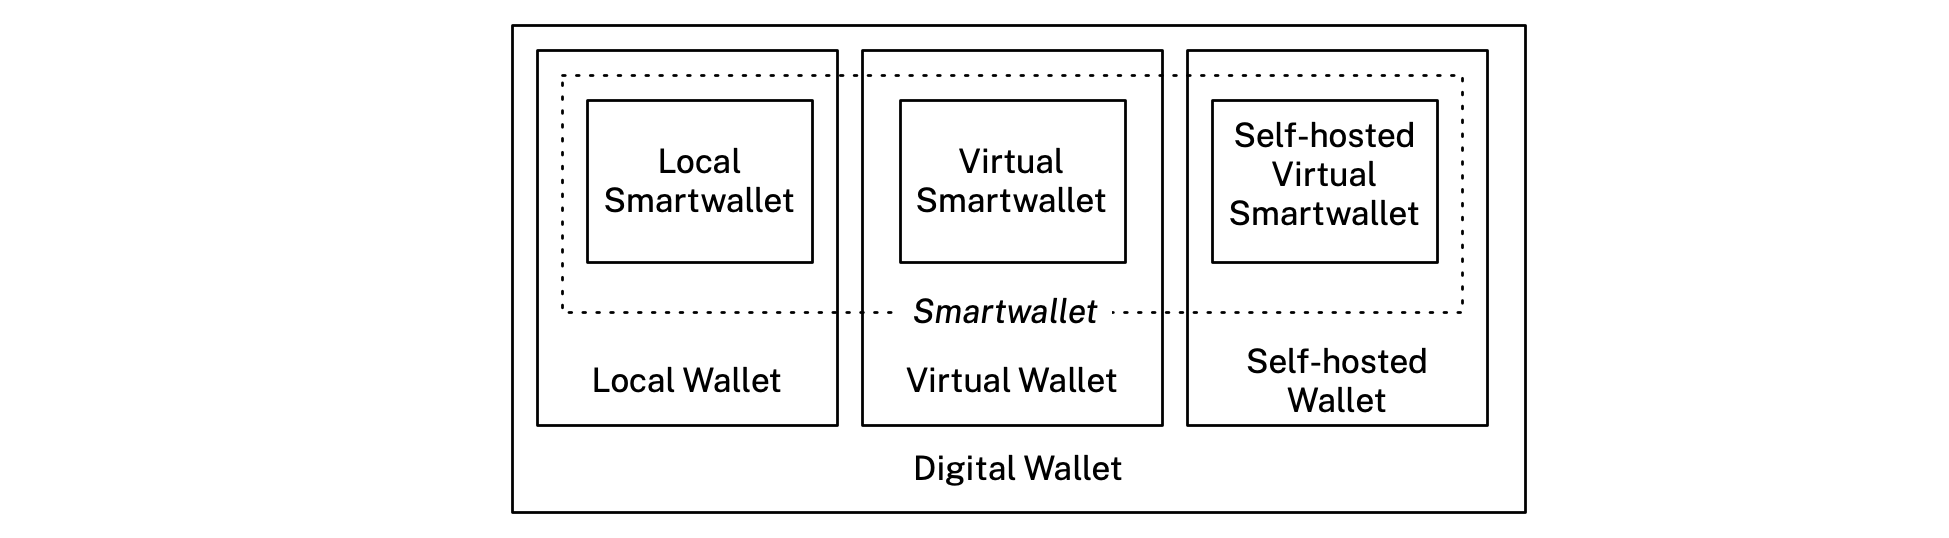 Local
Smartwallet
Virtual
Smartwallet
Self-hosted
Virtual
Smartwallet
Smartwallet
Local Wallet
Virtual Wallet
Self-hosted
Wallet
Digital Wallet